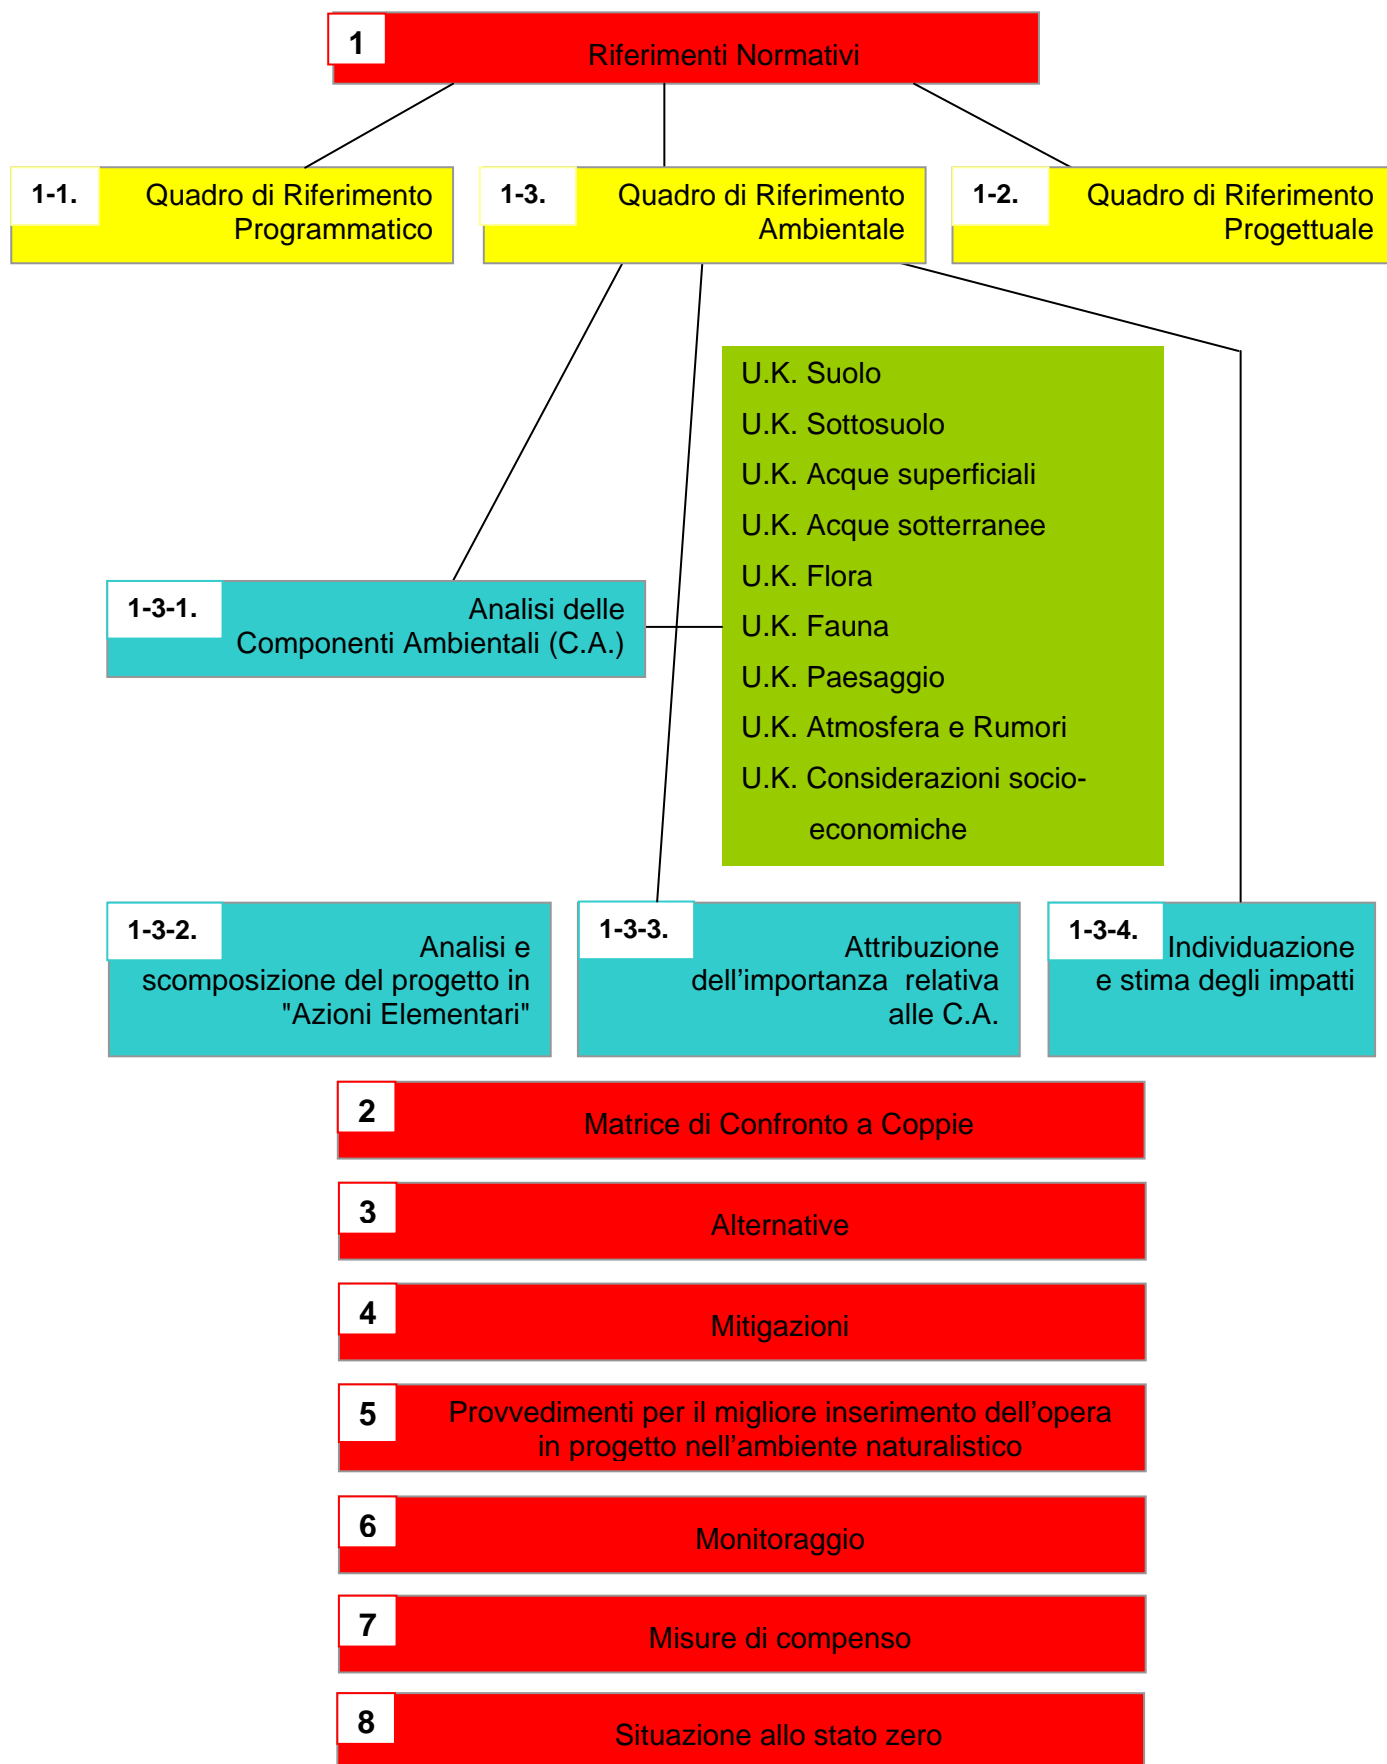 1
Riferimenti Normativi
1-1.
Quadro di Riferimento
Programmatico
1-3.
Quadro di Riferimento
Ambientale
1-2.
Quadro di Riferimento
Progettuale
U.K. Suolo
U.K. Sottosuolo
U.K. Acque superficiali
U.K. Acque sotterranee
U.K. Flora
U.K. Fauna
U.K. Paesaggio
U.K. Atmosfera e Rumori
U.K. Considerazioni socio-
economiche
1-3-1.
Analisi delle
Componenti Ambientali (C.A.)
1-3-2.
Analisi e
scomposizione del progetto in
"Azioni Elementari"
1-3-3.
Attribuzione
dell’importanza relativa
alle C.A.
1-3-4.
Individuazione
e stima degli impatti
2
Matrice di Confronto a Coppie
3
Alternative
4
Mitigazioni
5
Provvedimenti per il migliore inserimento dell’opera
in progetto nell’ambiente naturalistico
6
Monitoraggio
7
Misure di compenso
8
Situazione allo stato zero